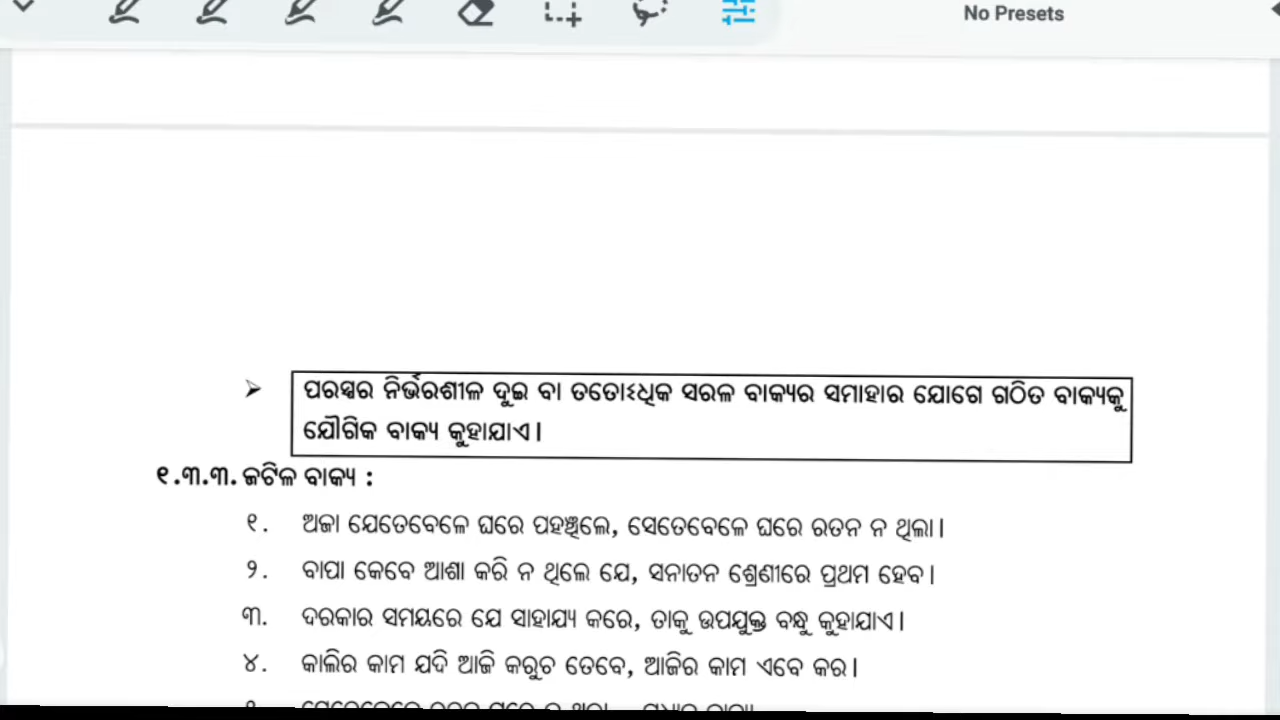 No Presets
➢ ପରସ୍ପର ନିର୍ଭରଶୀଳ ଦୁଇ ବା ତତୋଽଧିକ ସରଳ ବାକ୍ୟର ସମାହାର ଯୋଗେ ଗଠିତ ବାକ୍ୟକୁ
ଯୌଗିକ ବାକ୍ୟ କୁହାଯାଏ।
୧.୩.୩. ଜଟିଳ ବାକ୍ୟ :
୧. ଅଜା ଯେତେବେଳେ ଘରେ ପହଞ୍ଚିଲେ, ସେତେବେଳେ ଘରେ ରତନ ନ ଥିଲା।
୨. ବାପା କେବେ ଆଶା କରି ନ ଥିଲେ ଯେ, ସନାତନ ଶ୍ରେଣୀରେ ପ୍ରଥମ ହେବ।
୩. ଦରକାର ସମୟରେ ଯେ ସାହାଯ୍ୟ କରେ, ତାକୁ ଉପଯୁକ୍ତ ବନ୍ଧୁ କୁହାଯାଏ।
୪. କାଲିର କାମ ଯଦି ଆଜି କରୁଚ ତେବେ, ଆଜିର କାମ ଏବେ କର।